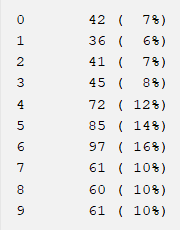 0 42 ( 7%)
1 36 ( 6%)
2 41 ( 7%)
3 45 ( 8%)
4 72 ( 12%)
5 85 ( 14%)
6 97 ( 16%)
7 61 ( 10%)
8 60 ( 10%)
9 61 ( 10%)